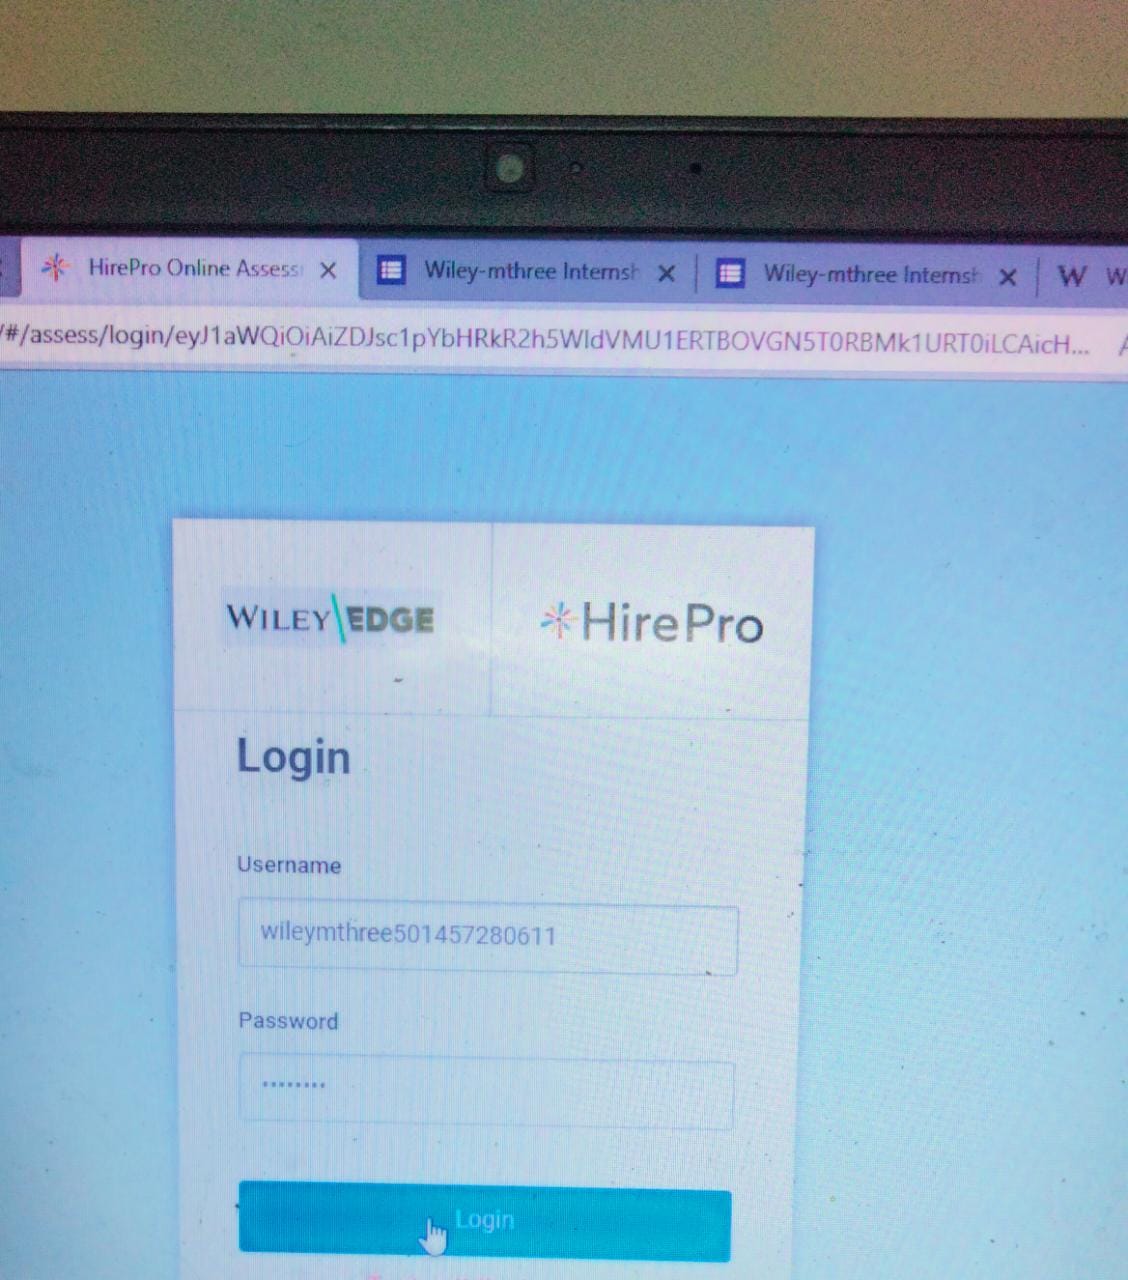 HirePro Online Assess
Wiley-mthree Internsh
Wiley-mthree Internsh
W
/#/assess/login/eyJ1aWQiOiAiZDJsc1pYbHRkR2h5WldVMU1ERTBOVGN5T0RBMk1URT0iLCAicH...
WILEY\EDGE
HirePro
Login
Username
wileymthree501457280611
Password
Login